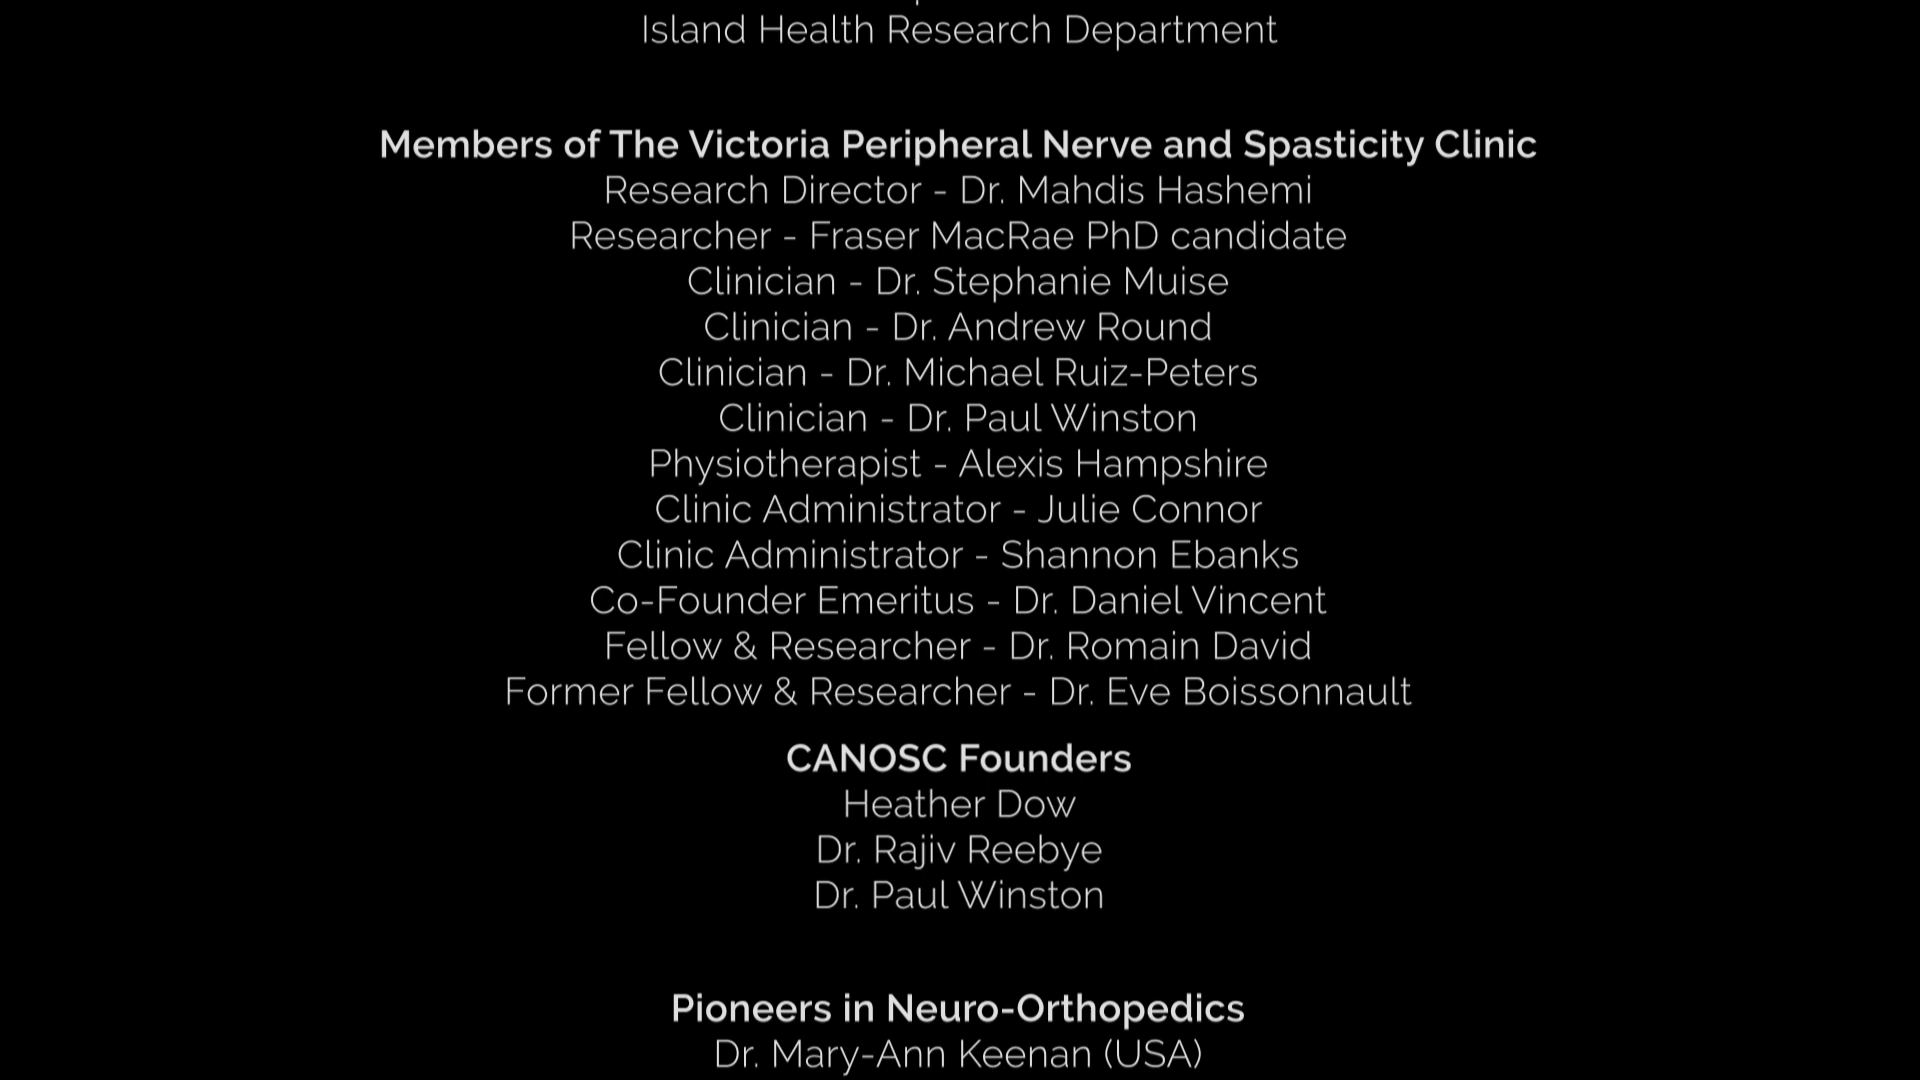 Island Health Research Department
Members of The Victoria Peripheral Nerve and Spasticity Clinic
Research Director - Dr. Mahdis Hashemi
Researcher - Fraser MacRae PhD candidate
Clinician - Dr. Stephanie Muise
Clinician - Dr. Andrew Round
Clinician - Dr. Michael Ruiz-Peters
Clinician - Dr. Paul Winston
Physiotherapist - Alexis Hampshire
Clinic Administrator - Julie Connor
Clinic Administrator - Shannon Ebanks
Co-Founder Emeritus - Dr. Daniel Vincent
Fellow & Researcher - Dr. Romain David
Former Fellow & Researcher - Dr. Eve Boissonnault
CANOSC Founders
Heather Dow
Dr. Rajiv Reebye
Dr. Paul Winston
Pioneers in Neuro-Orthopedics
Dr. Mary-Ann Keenan (USA)